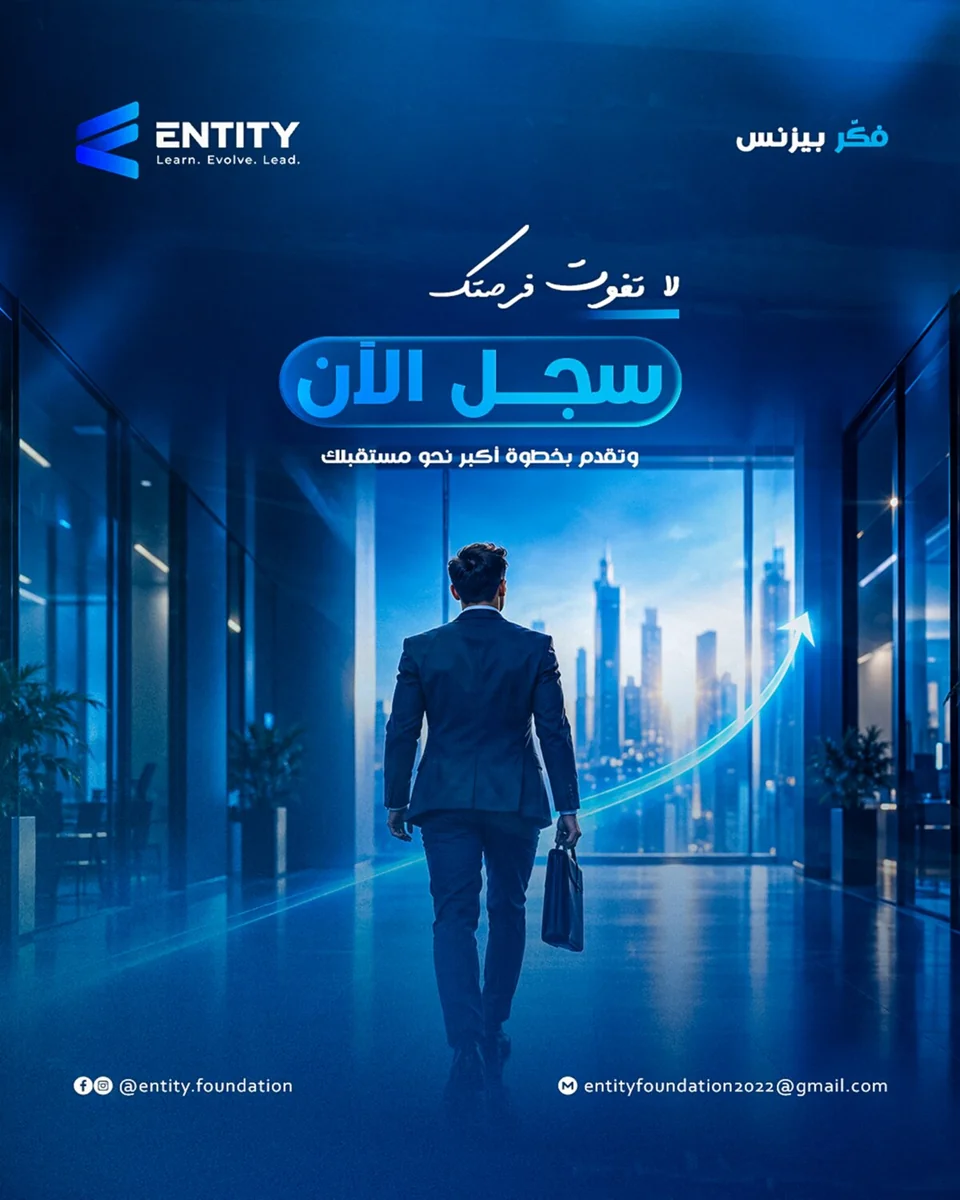 ENTITY
Learn. Evolve. Lead.
فكّر بيزنس
لا تفوت فرصتك
سجل الآن
وتقدم بخطوة أكبر نحو مستقبلك
@entity.foundation
entityfoundation2022@gmail.com